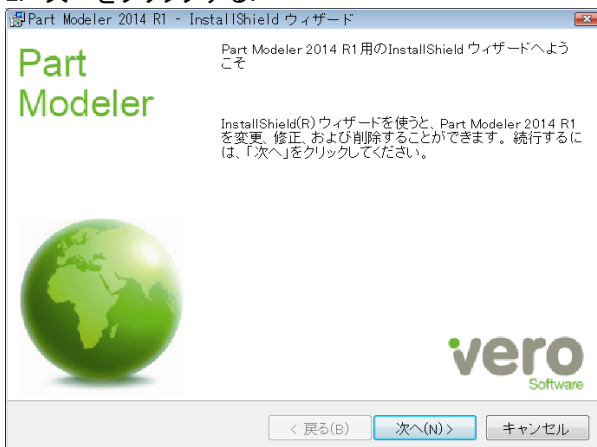 Part Modeler 2014 R1 - InstallShield ウィザード
Part
Modeler
Part Modeler 2014 R1用のInstallShield ウィザードへよう
こそ
InstallShield(R) ウィザードを使うと、Part Modeler 2014 R1
を変更、修正、および削除することができます。続行するに
は、「次へ」をクリックしてください。
vero
Software
< 戻る(B)
次へ(N) >
キャンセル